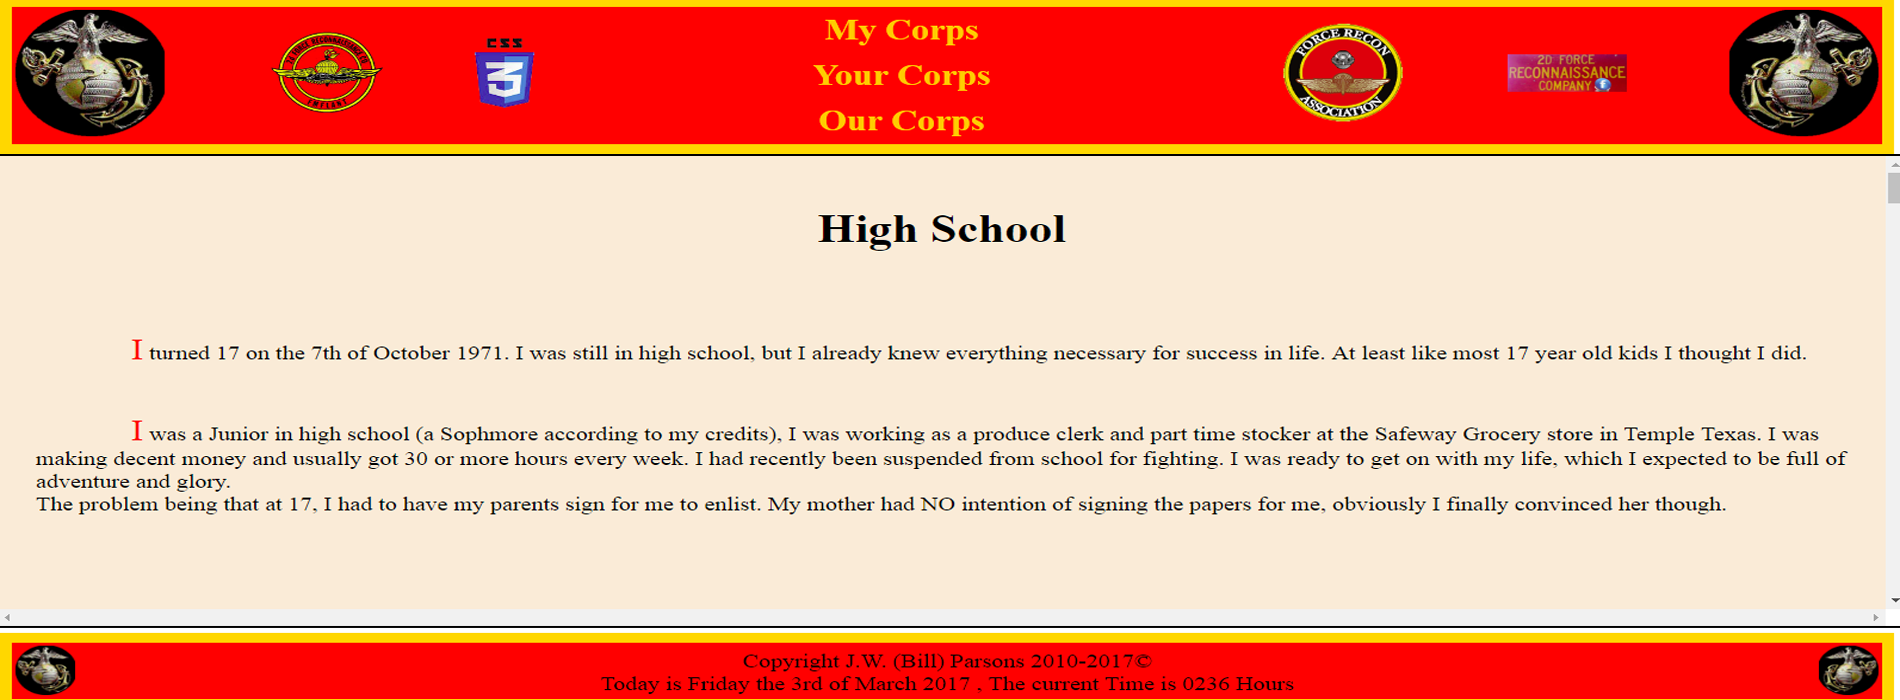 My Corps
Your Corps
Our Corps
CSS
3
FORCE RECON
ASSOCIATION
2D FORCE
RECONNAISSANCE
COMPANY
High School
I turned 17 on the 7th of October 1971. I was still in high school, but I already knew everything necessary for success in life. At least like most 17 year old kids I thought I did.
I was a Junior in high school (a Sophmore according to my credits), I was working as a produce clerk and part time stocker at the Safeway Grocery store in Temple Texas. I was
making decent money and usually got 30 or more hours every week. I had recently been suspended from school for fighting. I was ready to get on with my life, which I expected to be full of
adventure and glory.
The problem being that at 17, I had to have my parents sign for me to enlist. My mother had NO intention of signing the papers for me, obviously I finally convinced her though.
Copyright J.W. (Bill) Parsons 2010-2017©
Today is Friday the 3rd of March 2017 , The current Time is 0236 Hours